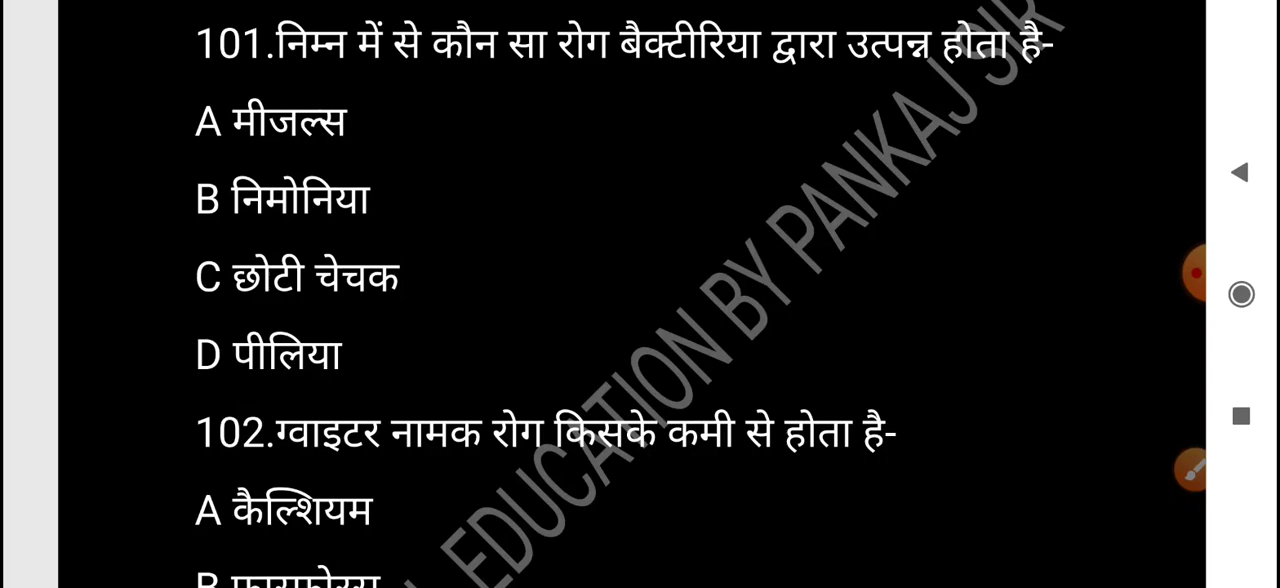 101.निम्न में से कौन सा रोग बैक्टीरिया द्वारा उत्पन्न होता है-
A मीजल्स
B निमोनिया
C छोटी चेचक
D पीलिया
102.ग्वाइटर नामक रोग किसके कमी से होता है-
A कैल्शियम
B
EDUCATION BY PANKAJ SIR